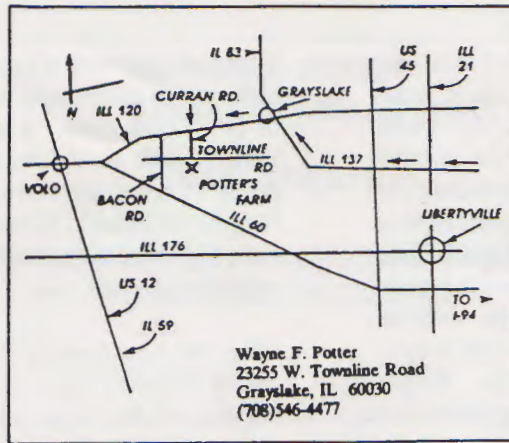 IL 83
US
45
ILL
21
N
ILL 120
CURRAN RD.
GRAYSLAKE
TOWNLINE
RD.
ILL 137
VOLO
BACON
RD.
POTTER'S
FARM
ILL 60
LIBERTYVILLE
ILL 176
US 12
IL 59
TO
I-94
Wayne F. Potter
23255 W. Townline Road
Grayslake, IL 60030
(708)546-4477